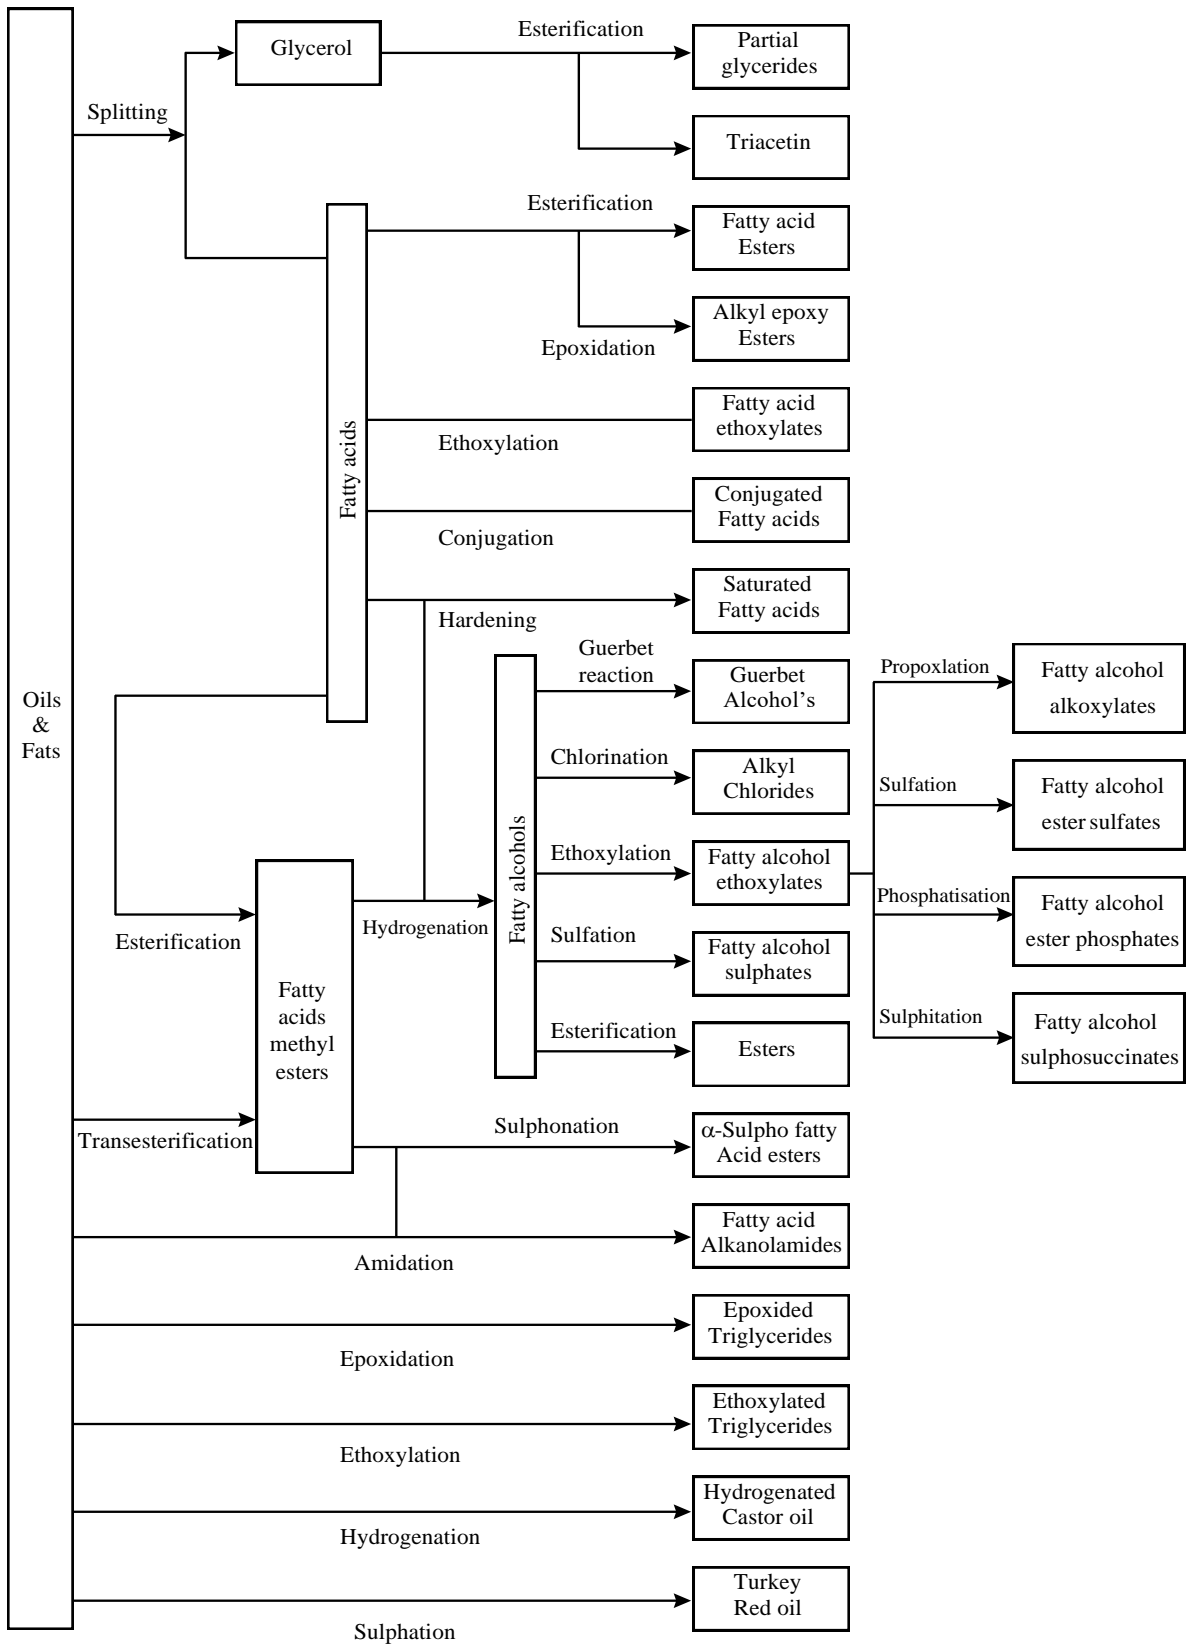 Esterification
Glycerol
Partial
glycerides
Splitting
Triacetin
Esterification
Fatty acid
Esters
Alkyl epoxy
Esters
Epoxidation
Fatty acids
Fatty acid
ethoxylates
Ethoxylation
Conjugated
Fatty acids
Conjugation
Saturated
Fatty acids
Hardening
Oils
&
Fats
Guerbet
reaction
Guerbet
Alcohol’s
Propoxlation
Fatty alcohol
alkoxylates
Chlorination
Alkyl
Chlorides
Sulfation
Fatty alcohol
ester sulfates
Fatty alcohols
Ethoxylation
Fatty alcohol
ethoxylates
Phosphatisation
Fatty alcohol
ester phosphates
Esterification
Hydrogenation
Sulfation
Fatty alcohol
sulphates
Fatty
acids
methyl
esters
Sulphitation
Fatty alcohol
sulphosuccinates
Esterification
Esters
Transesterification
Sulphonation
α-Sulpho fatty
Acid esters
Fatty acid
Alkanolamides
Amidation
Epoxided
Triglycerides
Epoxidation
Ethoxylated
Triglycerides
Ethoxylation
Hydrogenated
Castor oil
Hydrogenation
Turkey
Red oil
Sulphation